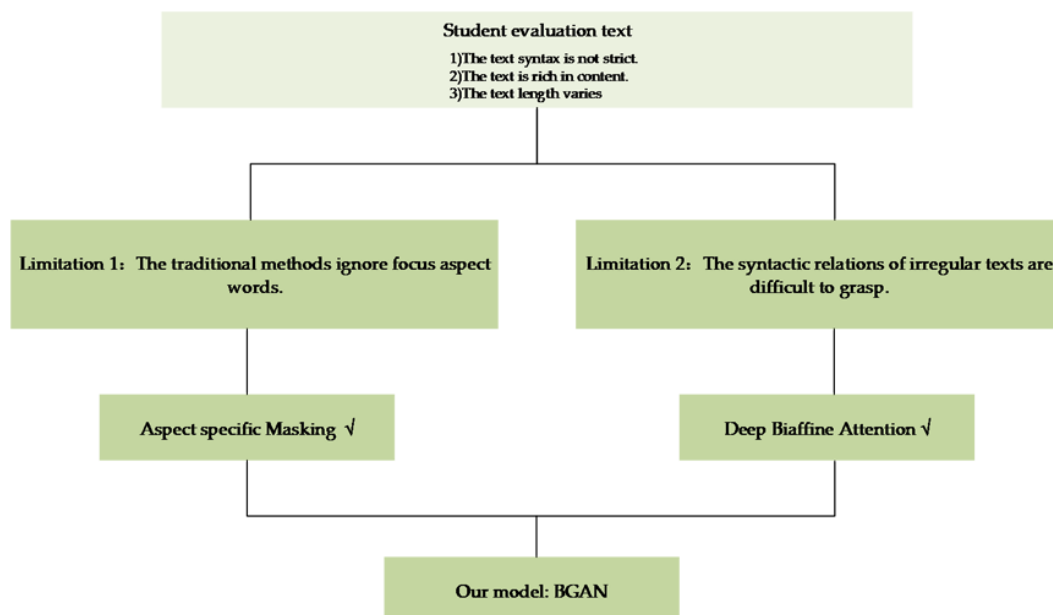 Student evaluation text
1)The text syntax is not strict.
2)The text is rich in content.
3)The text length varies
Limitation 1：The traditional methods ignore focus aspect
words.
Limitation 2：The syntactic relations of irregular texts are
difficult to grasp.
Aspect specific Masking √
Deep Biaffine Attention √
Our model: BGAN